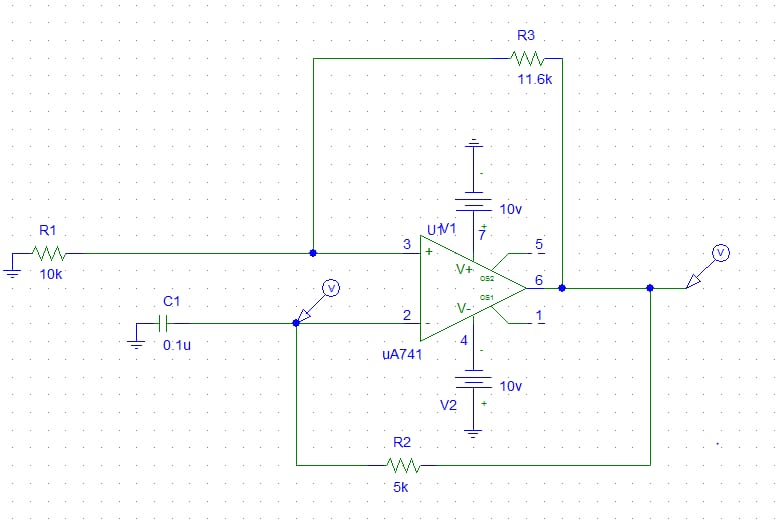 R3
11.6k
-
10v
U1
V1
+
7
R1
10k
3
+
V+
OS2
5
V
6
V
C1
0.1u
2
-
V-
OS1
1
uA741
4
-
10v
V2
+
R2
5k